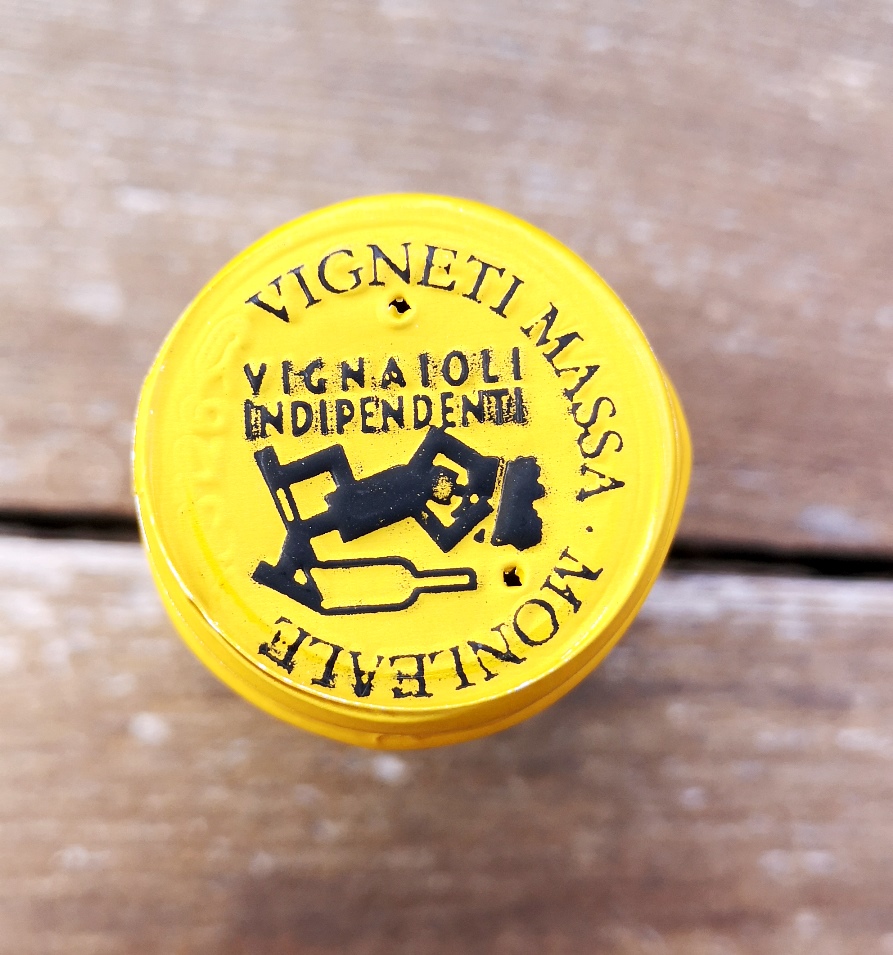 VIGNETI MASSA · MONLEALE
VIGNAIOLI
INDIPENDENTI